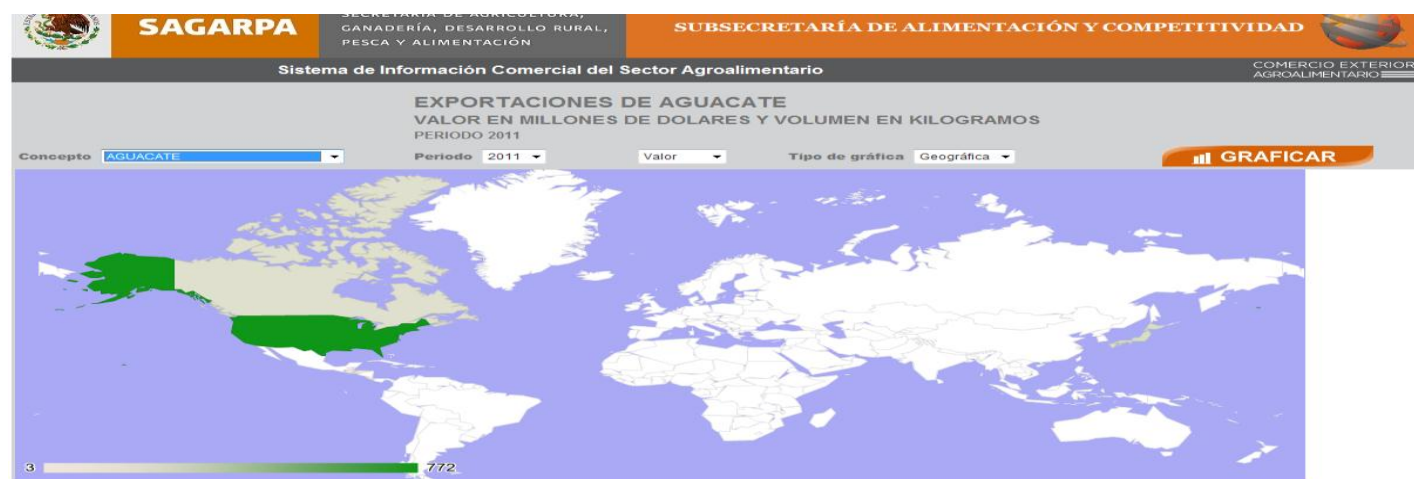 SAGARPA
SECRETARÍA DE AGRICULTURA,
GANADERÍA, DESARROLLO RURAL,
PESCA Y ALIMENTACIÓN
SUBSECRETARÍA DE ALIMENTACIÓN Y COMPETITIVIDAD
Sistema de Información Comercial del Sector Agroalimentario
COMERCIO EXTERIOR
AGROALIMENTARIO
EXPORTACIONES DE AGUACATE
VALOR EN MILLONES DE DOLARES Y VOLUMEN EN KILOGRAMOS
PERIODO 2011
Concepto AGUACATE Periodo 2011 Valor Tipo de gráfica Geográfica GRAFICAR
3 772